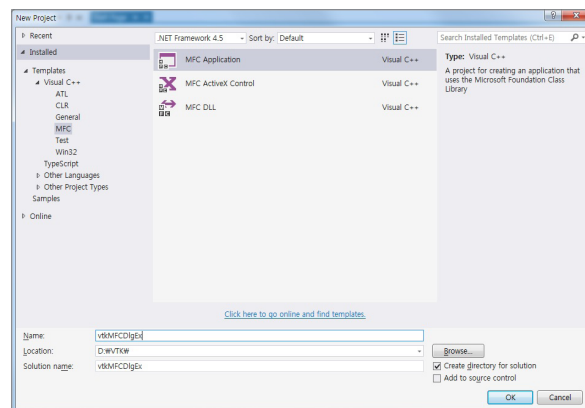 New Project
Recent
.NET Framework 4.5
Sort by: Default
Search Installed Templates (Ctrl+E)
Installed
Templates
Visual C++
ATL
CLR
General
MFC
Test
Win32
TypeScript
Other Languages
Other Project Types
Samples
Online
MFC Application Visual C++
MFC ActiveX Control Visual C++
MFC DLL Visual C++
Type: Visual C++
A project for creating an application that
uses the Microsoft Foundation Class
Library
Click here to go online and find templates.
Name: vtkMFCDlgEx
Location: D:₩VTK₩
Browse...
Solution name: vtkMFCDlgEx
Create directory for solution
Add to source control
OK Cancel